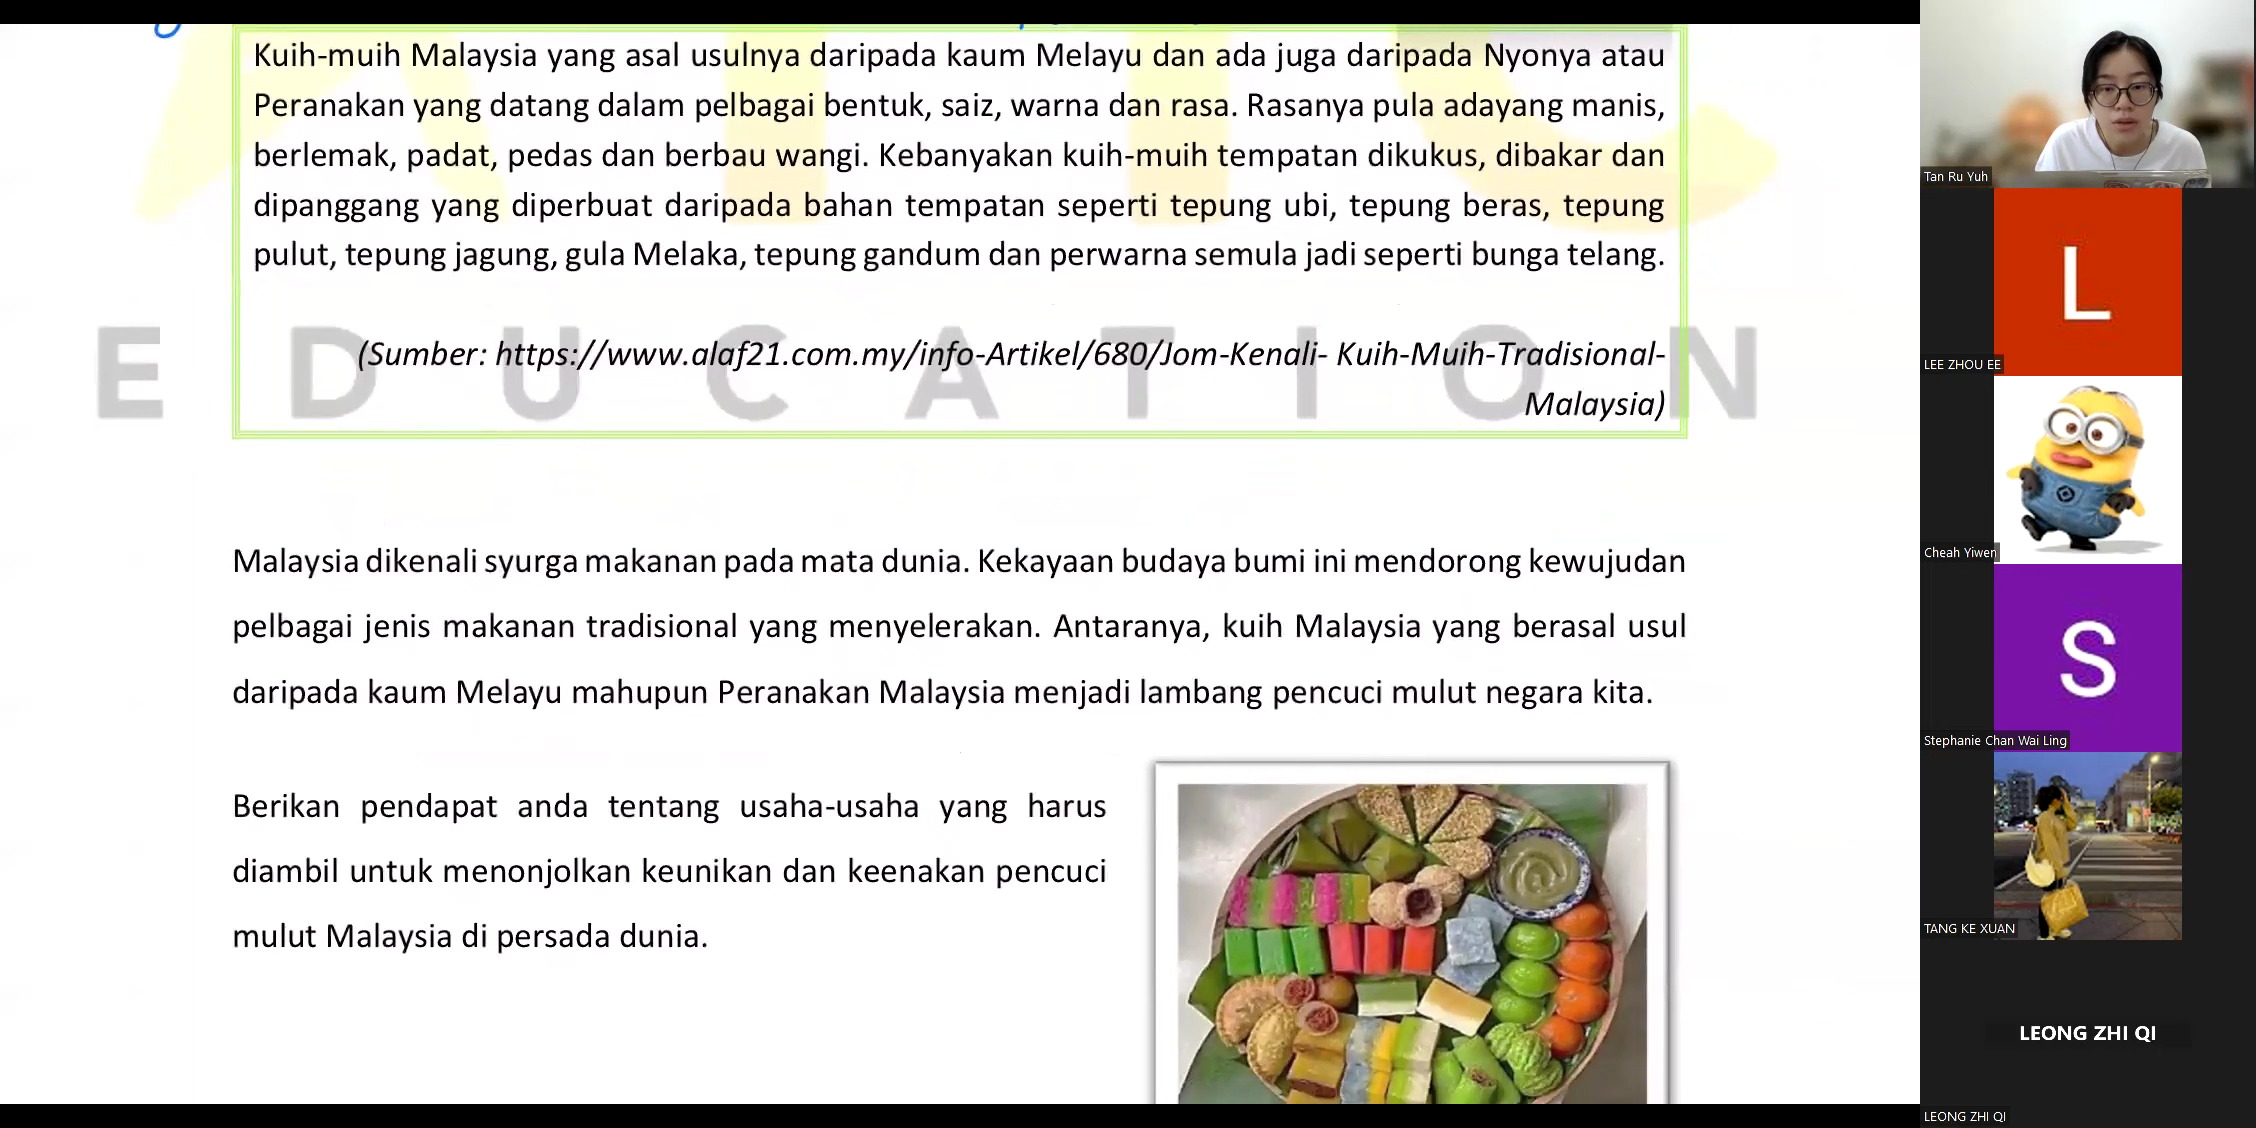 Kuih-muih Malaysia yang asal usulnya daripada kaum Melayu dan ada juga daripada Nyonya atau
Peranakan yang datang dalam pelbagai bentuk, saiz, warna dan rasa. Rasanya pula adayang manis,
berlemak, padat, pedas dan berbau wangi. Kebanyakan kuih-muih tempatan dikukus, dibakar dan
dipanggang yang diperbuat daripada bahan tempatan seperti tepung ubi, tepung beras, tepung
pulut, tepung jagung, gula Melaka, tepung gandum dan perwarna semula jadi seperti bunga telang.
(Sumber: https://www.alaf21.com.my/info-Artikel/680/Jom-Kenali- Kuih-Muih-Tradisional-
Malaysia)
EDUCATION
Malaysia dikenali syurga makanan pada mata dunia. Kekayaan budaya bumi ini mendorong kewujudan
pelbagai jenis makanan tradisional yang menyelerakan. Antaranya, kuih Malaysia yang berasal usul
daripada kaum Melayu mahupun Peranakan Malaysia menjadi lambang pencuci mulut negara kita.
Berikan pendapat anda tentang usaha-usaha yang harus
diambil untuk menonjolkan keunikan dan keenakan pencuci
mulut Malaysia di persada dunia.
Tan Ru Yuh
L
LEE ZHOU EE
Cheah Yiwen
S
Stephanie Chan Wai Ling
TANG KE XUAN
LEONG ZHI QI
LEONG ZHI QI